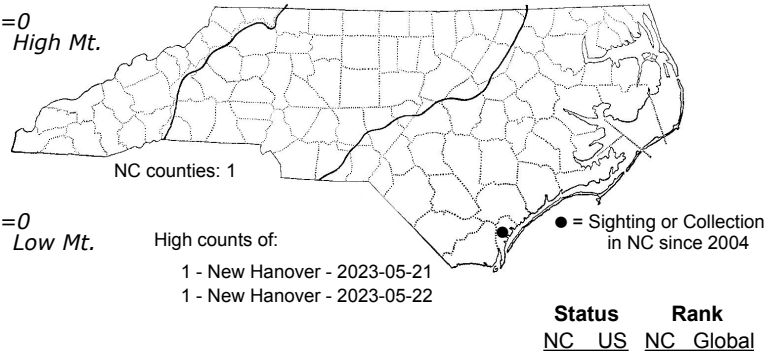 =0
High Mt.
NC counties: 1
=0
Low Mt.
High counts of:
1 - New Hanover - 2023-05-21
1 - New Hanover - 2023-05-22
● = Sighting or Collection
in NC since 2004
Status Rank
NC US NC Global